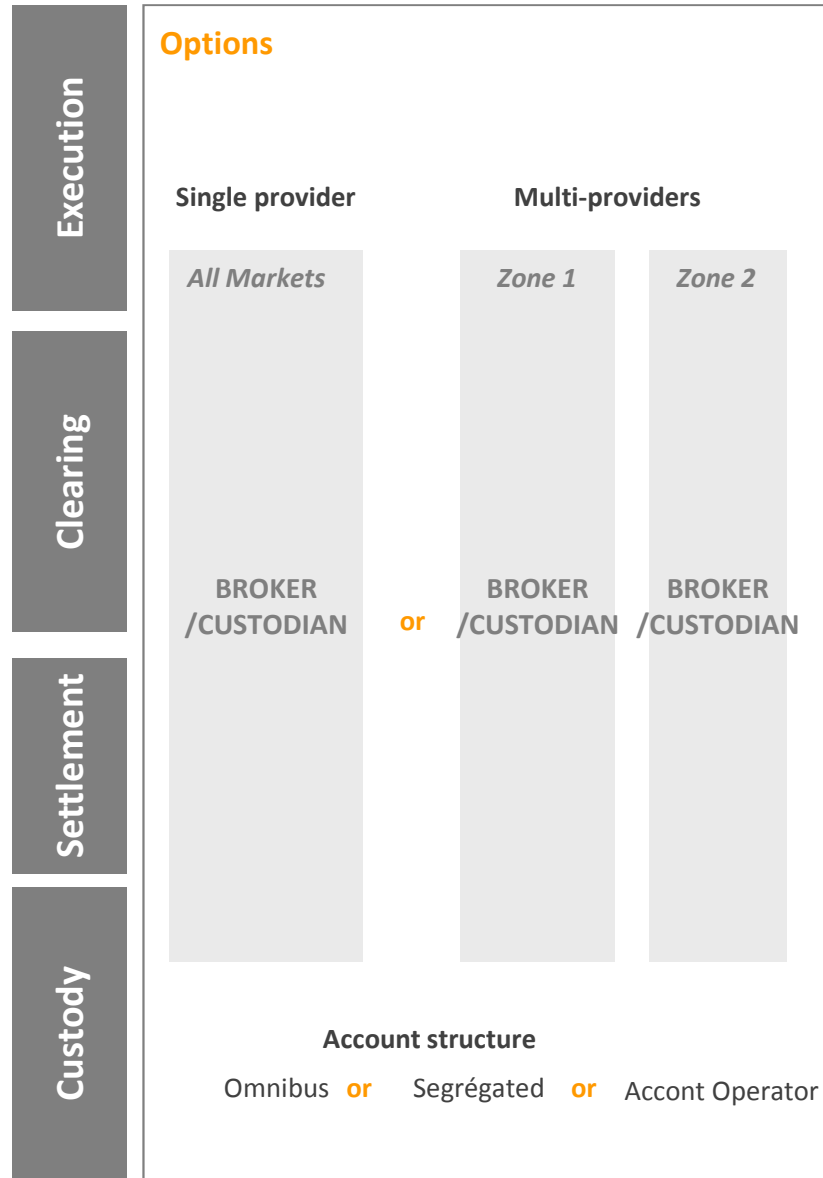 Execution
Clearing
Settlement
Custody
Options
Single provider
Multi-providers
All Markets
Zone 1
Zone 2
BROKER
/CUSTODIAN
or
BROKER
/CUSTODIAN
BROKER
/CUSTODIAN
Account structure
Omnibus or Segrégated or Accont Operator